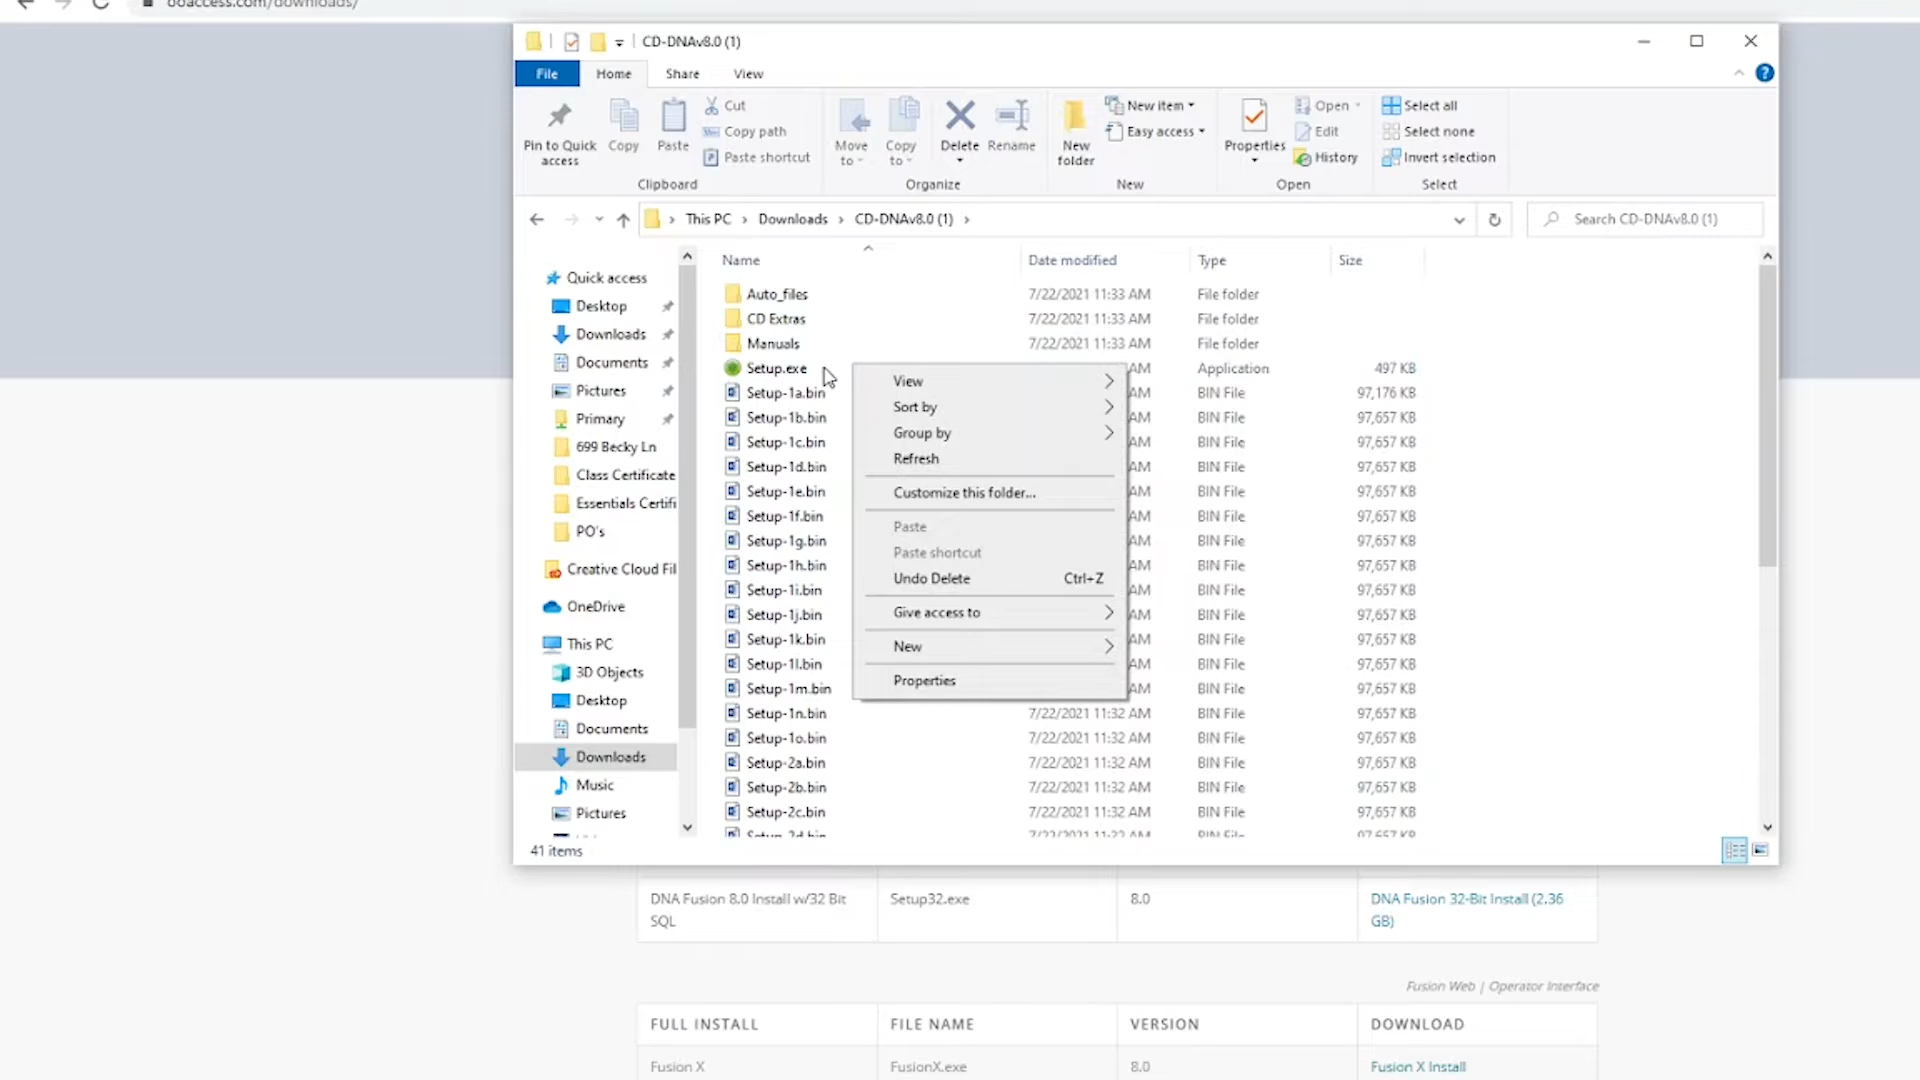 ooaccess.com/downloads/
CD-DNAv8.0 (1)
File Home Share View
Pin to Quick access
Copy
Paste
Cut
Copy path
Paste shortcut
Clipboard
Move to
Copy to
Delete
Rename
Organize
New folder
New item
Easy access
New
Properties
Open
Edit
History
Open
Select all
Select none
Invert selection
Select
This PC Downloads CD-DNAv8.0 (1)
Search CD-DNAv8.0 (1)
Quick access
Desktop
Downloads
Documents
Pictures
Primary
699 Becky Ln
Class Certificate
Essentials Certifi
PO's
Creative Cloud Fil
OneDrive
This PC
3D Objects
Desktop
Documents
Downloads
Music
Pictures
Name Date modified Type Size
Auto_files 7/22/2021 11:33 AM File folder
CD Extras 7/22/2021 11:33 AM File folder
Manuals 7/22/2021 11:33 AM File folder
Setup.exe AM Application 497 KB
Setup-1a.bin AM BIN File 97,176 KB
Setup-1b.bin AM BIN File 97,657 KB
Setup-1c.bin AM BIN File 97,657 KB
Setup-1d.bin AM BIN File 97,657 KB
Setup-1e.bin AM BIN File 97,657 KB
Setup-1f.bin AM BIN File 97,657 KB
Setup-1g.bin AM BIN File 97,657 KB
Setup-1h.bin AM BIN File 97,657 KB
Setup-1i.bin AM BIN File 97,657 KB
Setup-1j.bin AM BIN File 97,657 KB
Setup-1k.bin AM BIN File 97,657 KB
Setup-1l.bin AM BIN File 97,657 KB
Setup-1m.bin AM BIN File 97,657 KB
Setup-1n.bin 7/22/2021 11:32 AM BIN File 97,657 KB
Setup-1o.bin 7/22/2021 11:32 AM BIN File 97,657 KB
Setup-2a.bin 7/22/2021 11:32 AM BIN File 97,657 KB
Setup-2b.bin 7/22/2021 11:32 AM BIN File 97,657 KB
Setup-2c.bin 7/22/2021 11:32 AM BIN File 97,657 KB
Setup-2d.bin 7/22/2021 11:32 AM BIN File 97,657 KB
View
Sort by
Group by
Refresh
Customize this folder...
Paste
Paste shortcut
Undo Delete Ctrl+Z
Give access to
New
Properties
41 items
DNA Fusion 8.0 Install w/32 Bit SQL
Setup32.exe
8.0
DNA Fusion 32-Bit Install (2.36 GB)
Fusion Web | Operator Interface
FULL INSTALL FILE NAME VERSION DOWNLOAD
Fusion X FusionX.exe 8.0 Fusion X Install